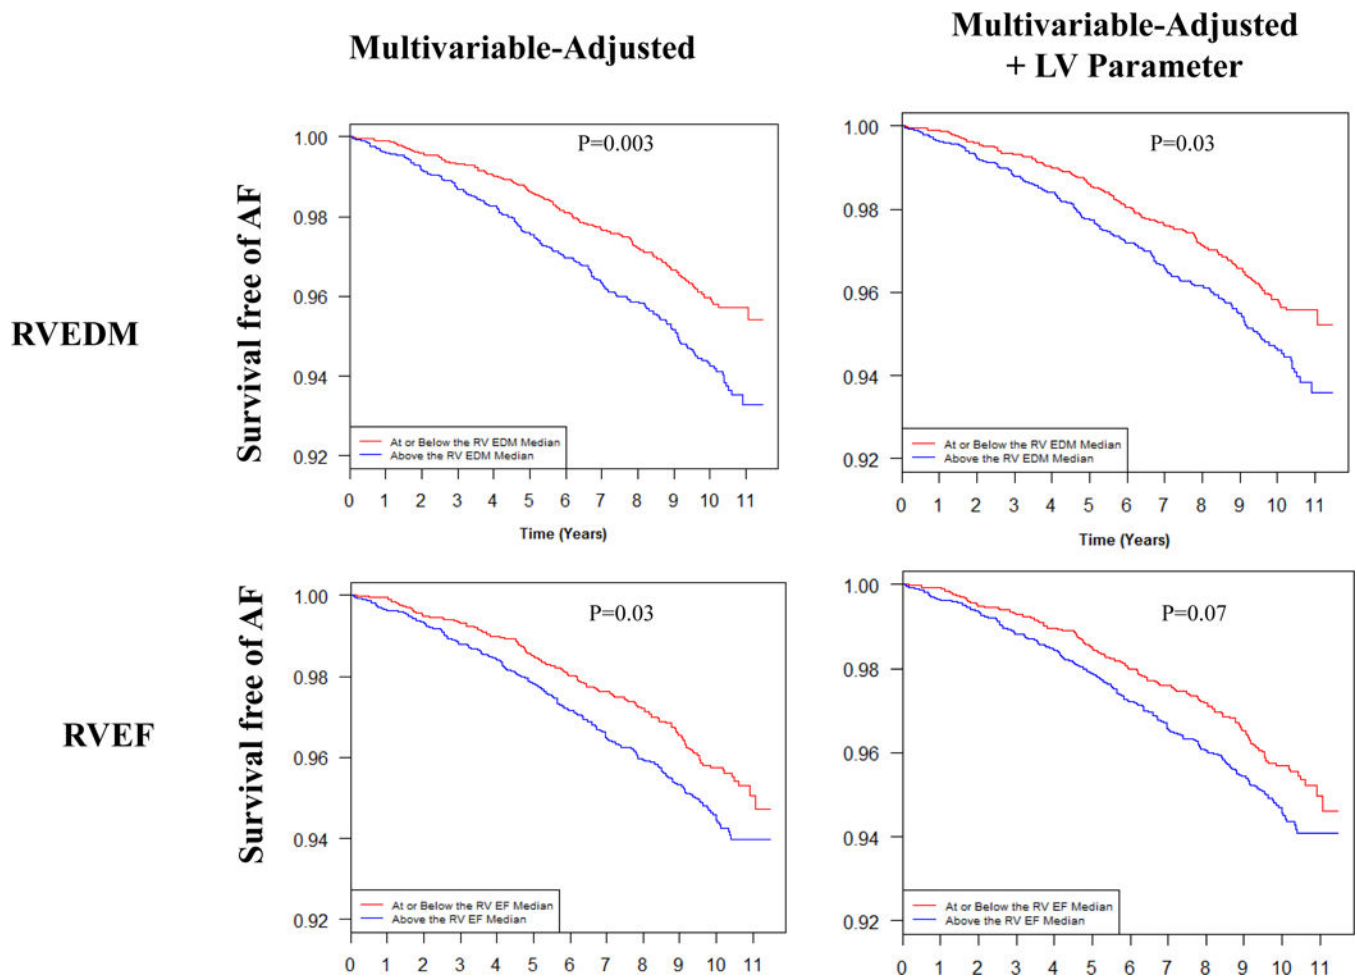 Multivariable-Adjusted
Multivariable-Adjusted
+ LV Parameter
RVEDM
Survival free of AF
1.00
0.98
0.96
0.94
0.92
P=0.003
At or Below the RV EDM Median
Above the RV EDM Median
0 1 2 3 4 5 6 7 8 9 10 11
Time (Years)
1.00
0.98
0.96
0.94
0.92
P=0.03
At or Below the RV EDM Median
Above the RV EDM Median
0 1 2 3 4 5 6 7 8 9 10 11
Time (Years)
RVEF
Survival free of AF
1.00
0.98
0.96
0.94
0.92
P=0.03
At or Below the RV EF Median
Above the RV EF Median
0 1 2 3 4 5 6 7 8 9 10 11
1.00
0.98
0.96
0.94
0.92
P=0.07
At or Below the RV EF Median
Above the RV EF Median
0 1 2 3 4 5 6 7 8 9 10 11